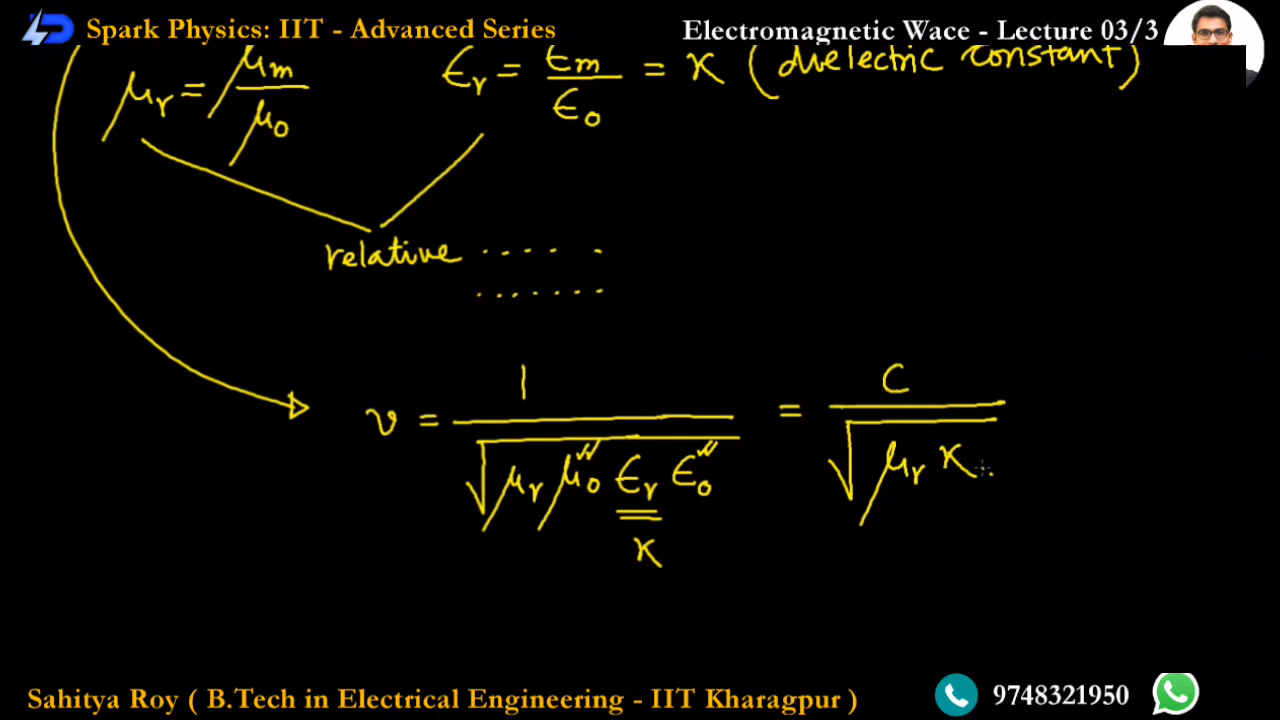 Spark Physics: IIT - Advanced Series
Electromagnetic Wace - Lecture 03/3
μr = μm / μ0
ϵr = ϵm / ϵ0 = K (dielectric constant)
relative .... .
.......
v = 1 / √(μr μ0 ϵr ϵ0) = C / √(μr K)
K
Sahitya Roy ( B.Tech in Electrical Engineering - IIT Kharagpur )
9748321950